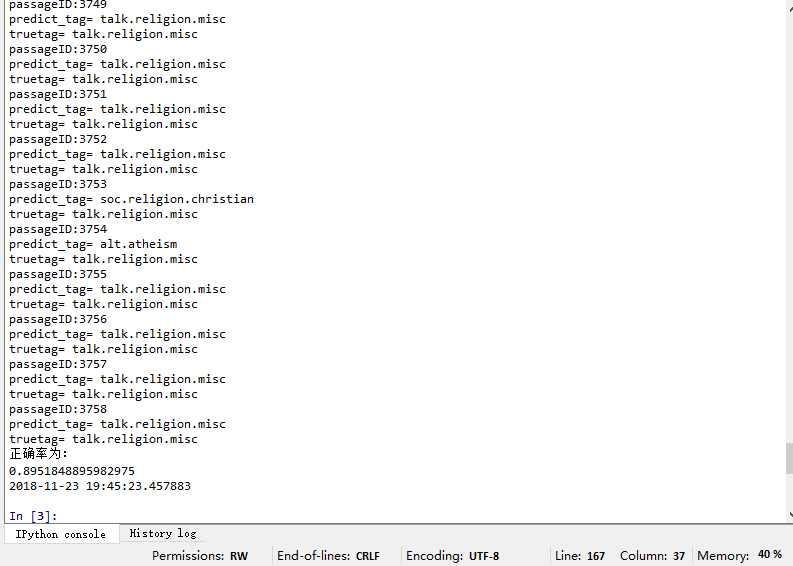 passageID:3749
predict_tag= talk.religion.misc
truetag= talk.religion.misc
passageID:3750
predict_tag= talk.religion.misc
truetag= talk.religion.misc
passageID:3751
predict_tag= talk.religion.misc
truetag= talk.religion.misc
passageID:3752
predict_tag= talk.religion.misc
truetag= talk.religion.misc
passageID:3753
predict_tag= soc.religion.christian
truetag= talk.religion.misc
passageID:3754
predict_tag= alt.atheism
truetag= talk.religion.misc
passageID:3755
predict_tag= talk.religion.misc
truetag= talk.religion.misc
passageID:3756
predict_tag= talk.religion.misc
truetag= talk.religion.misc
passageID:3757
predict_tag= talk.religion.misc
truetag= talk.religion.misc
passageID:3758
predict_tag= talk.religion.misc
truetag= talk.religion.misc
正确率为:
0.8951848895982975
2018-11-23 19:45:23.457883
In [3]:
IPython console History log
Permissions: RW End-of-lines: CRLF Encoding: UTF-8 Line: 167 Column: 37 Memory: 40 %